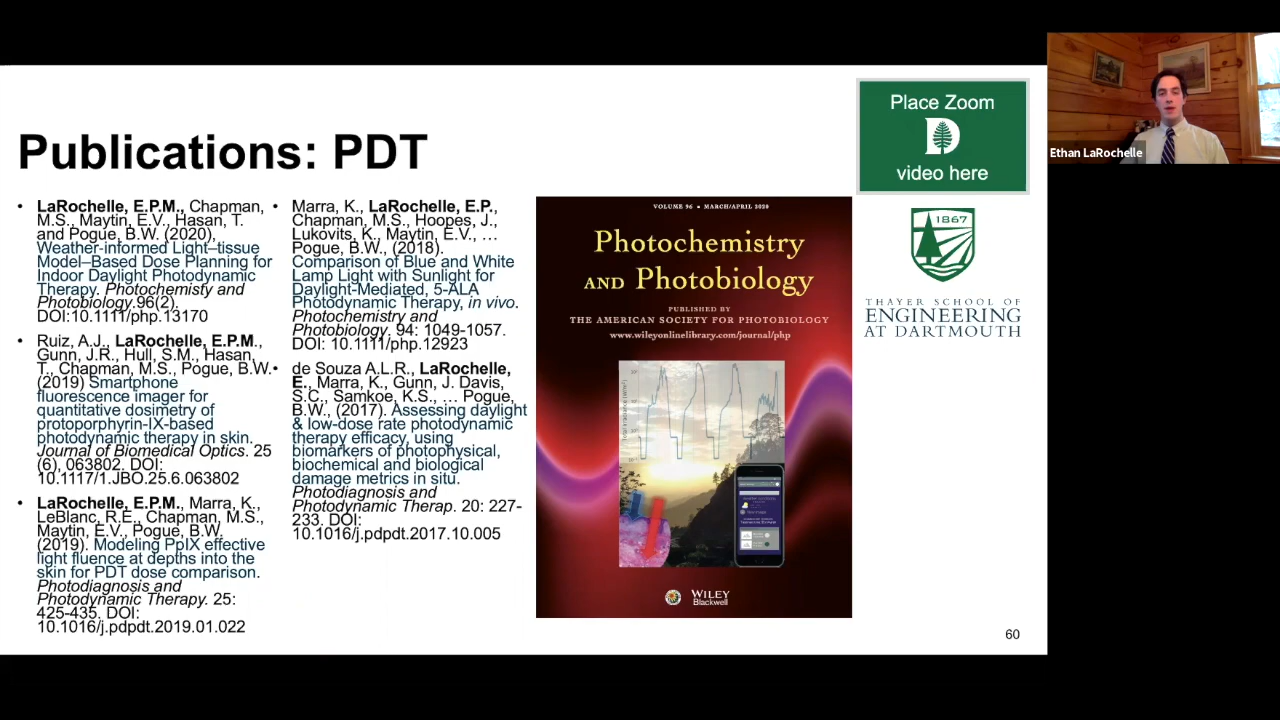 Publications: PDT
• LaRochelle, E.P.M., Chapman,
M.S., Maytin, E.V., Hasan, T.
and Pogue, B.W. (2020),
Weather-informed Light–tissue
Model–Based Dose Planning for
Indoor Daylight Photodynamic
Therapy. Photochemisty and
Photobiology.96(2).
DOI:10.1111/php.13170
• Ruiz, A.J., LaRochelle, E.P.M.,
Gunn, J.R., Hull, S.M., Hasan,
T., Chapman, M.S., Pogue, B.W.
(2019) Smartphone
fluorescence imager for
quantitative dosimetry of
protoporphyrin-IX-based
photodynamic therapy in skin.
Journal of Biomedical Optics. 25
(6), 063802. DOI:
10.1117/1.JBO.25.6.063802
• LaRochelle, E.P.M., Marra, K.,
LeBlanc, R.E., Chapman, M.S.,
Maytin, E.V., Pogue, B.W.
(2019). Modeling PpIX effective
light fluence at depths into the
skin for PDT dose comparison.
Photodiagnosis and
Photodynamic Therapy. 25:
425-435. DOI:
10.1016/j.pdpdt.2019.01.022
• Marra, K., LaRochelle, E.P.,
Chapman, M.S., Hoopes, J.,
Lukovits, K., Maytin, E.V., …
Pogue, B.W., (2018).
Comparison of Blue and White
Lamp Light with Sunlight for
Daylight-Mediated, 5-ALA
Photodynamic Therapy, in vivo.
Photochemistry and
Photobiology. 94: 1049-1057.
DOI: 10.1111/php.12923
• de Souza A.L.R., LaRochelle,
E., Marra, K., Gunn, J. Davis,
S.C., Samkoe, K.S., … Pogue,
B.W., (2017). Assessing daylight
& low-dose rate photodynamic
therapy efficacy, using
biomarkers of photophysical,
biochemical and biological
damage metrics in situ.
Photodiagnosis and
Photodynamic Therap. 20: 227-
233. DOI:
10.1016/j.pdpdt.2017.10.005
VOLUME 96 • MARCH/APRIL 2020
Photochemistry
AND Photobiology
PUBLISHED BY
THE AMERICAN SOCIETY FOR PHOTOBIOLOGY
www.wileyonlinelibrary.com/journal/php
WILEY
Blackwell
Place Zoom
D
video here
1867
THAYER SCHOOL OF
ENGINEERING
AT DARTMOUTH
60
Ethan LaRochelle